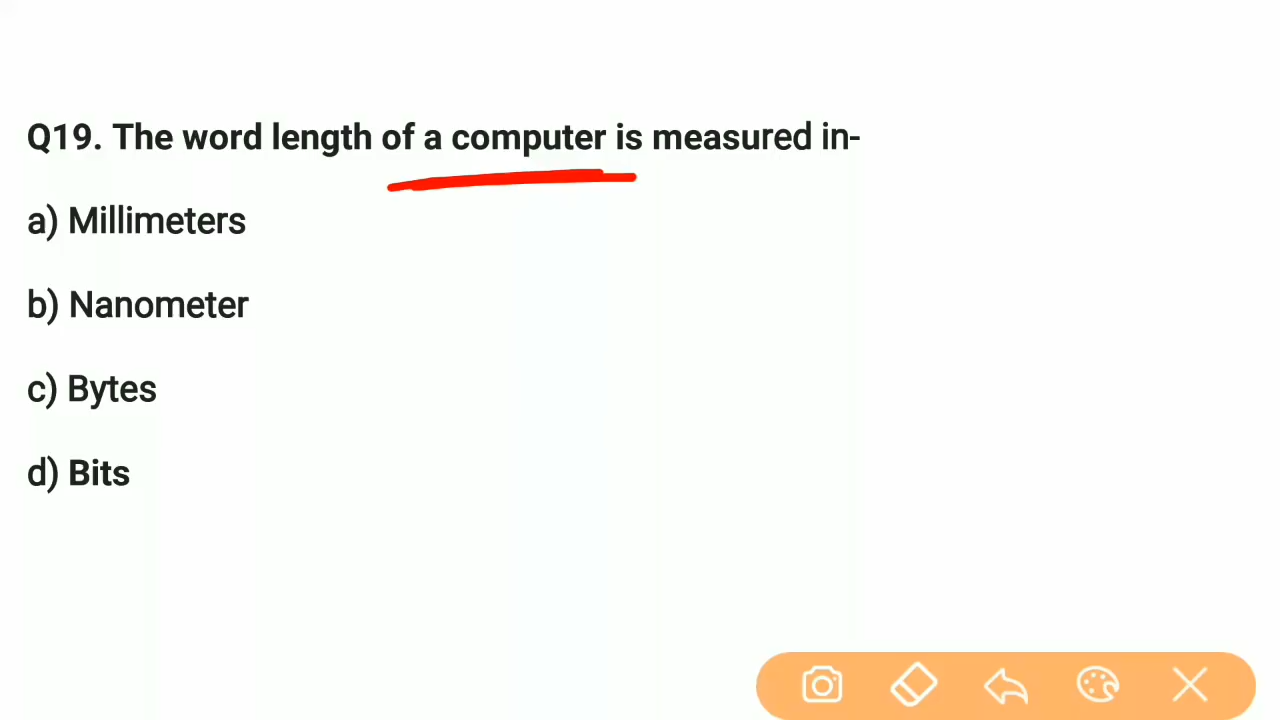 Q19. The word length of a computer is measured in-
a) Millimeters
b) Nanometer
c) Bytes
d) Bits